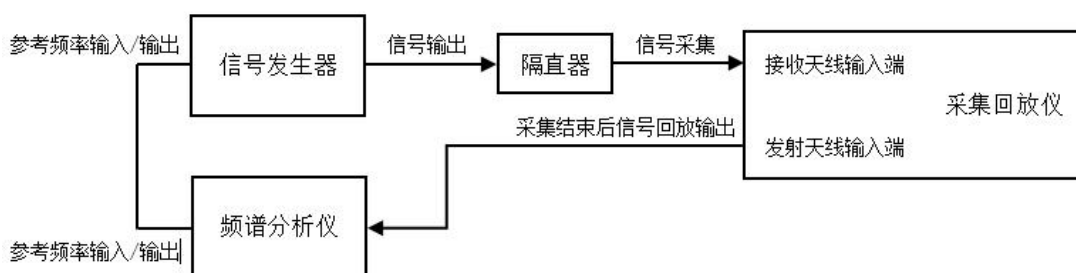 参考频率输入/输出
信号发生器
信号输出
隔直器
信号采集
接收天线输入端
采集回放仪
发射天线输入端
采集结束后信号回放输出
频谱分析仪
参考频率输入/输出